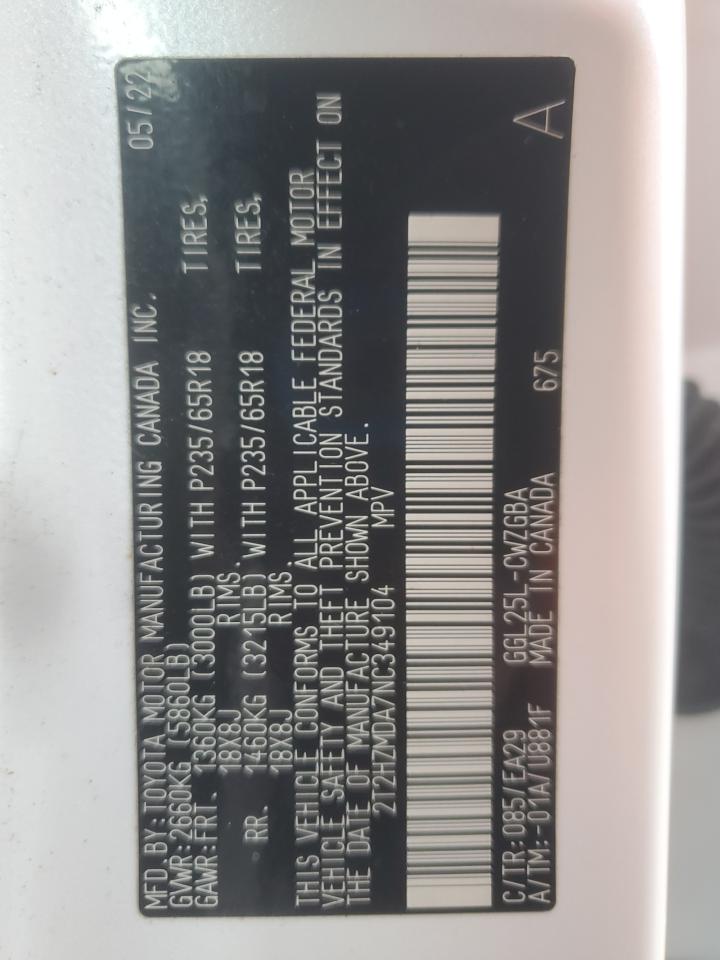 MFD.BY:TOYOTA MOTOR MANUFACTURING CANADA INC. 05/22
GVWR:2660KG (5860LB)
GAWR:FRT. 1360KG (3000LB) WITH P235/65R18 TIRES,
18X8J RIMS.
RR. 1460KG (3215LB) WITH P235/65R18 TIRES,
18X8J RIMS.
THIS VEHICLE CONFORMS TO ALL APPLICABLE FEDERAL MOTOR
VEHICLE SAFETY AND THEFT PREVENTION STANDARDS IN EFFECT ON
THE DATE OF MANUFACTURE SHOWN ABOVE.
2T2HZMDA7NC349104 MPV
C/TR:085/EA29 GGL25L-CWZGBA A
A/TM:-01A/U881F MADE IN CANADA 675